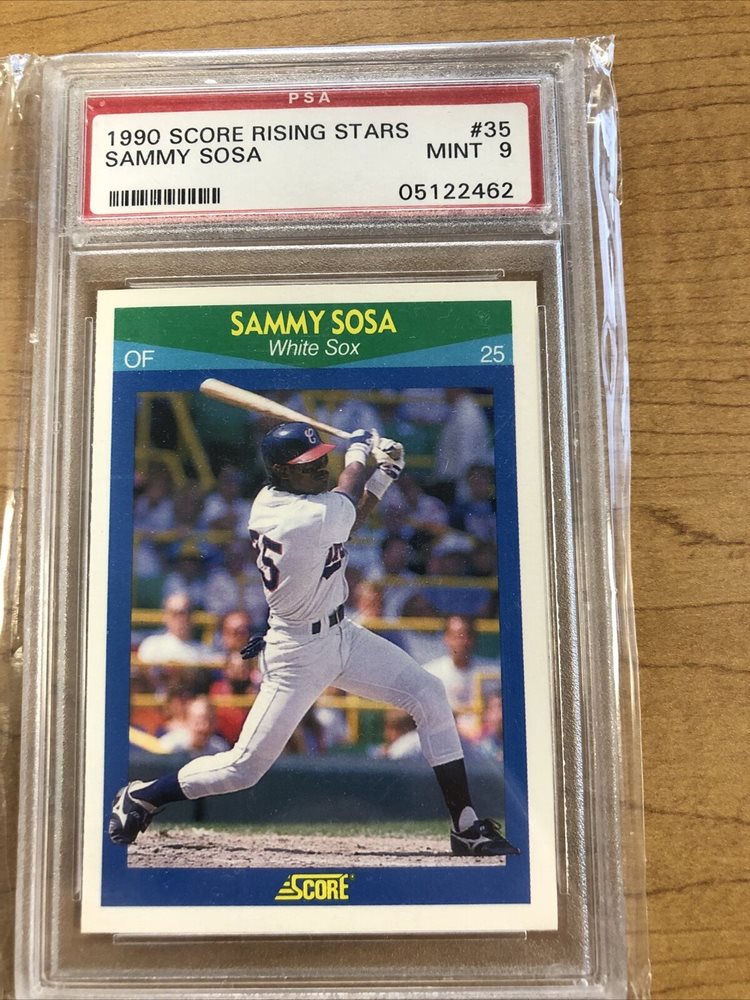 PSA
1990 SCORE RISING STARS #35
SAMMY SOSA MINT 9
05122462
SAMMY SOSA
White Sox
OF 25
SCORE